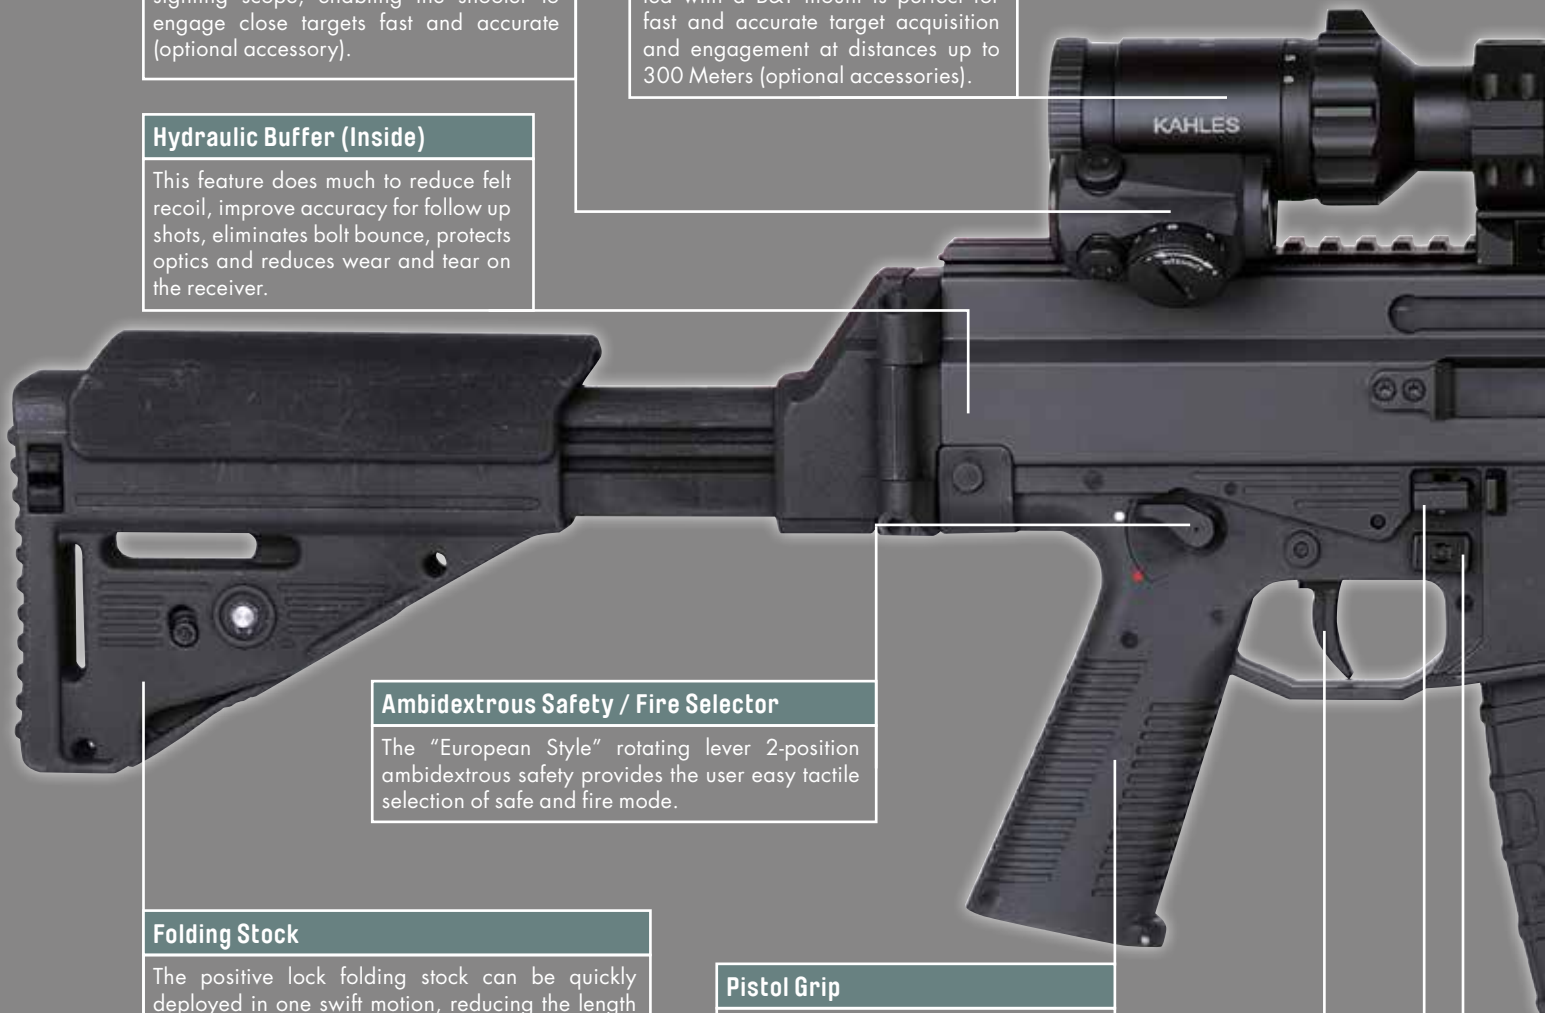 engage close targets fast and accurate
(optional accessory).
fast and accurate target acquisition
and engagement at distances up to
300 Meters (optional accessories).
KAHLES
Hydraulic Buffer (Inside)
This feature does much to reduce felt
recoil, improve accuracy for follow up
shots, eliminates bolt bounce, protects
optics and reduces wear and tear on
the receiver.
Ambidextrous Safety / Fire Selector
The “European Style” rotating lever 2-position
ambidextrous safety provides the user easy tactile
selection of safe and fire mode.
Folding Stock
The positive lock folding stock can be quickly
deployed in one swift motion, reducing the length
Pistol Grip